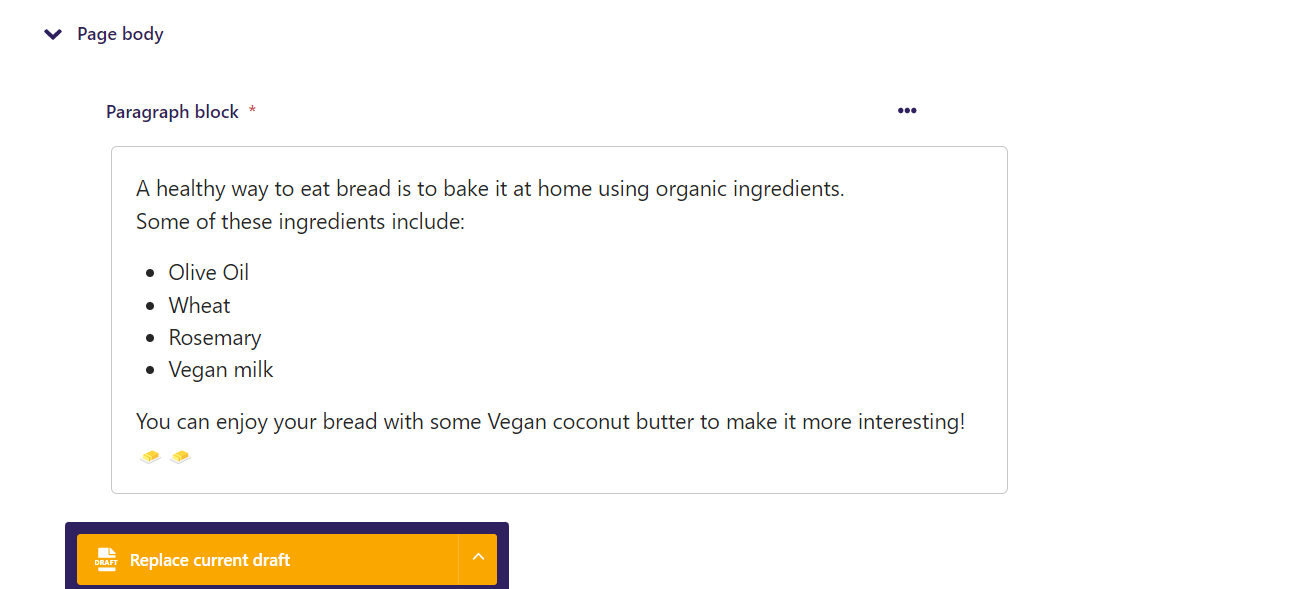 Page body
Paragraph block *
A healthy way to eat bread is to bake it at home using organic ingredients.
Some of these ingredients include:
• Olive Oil
• Wheat
• Rosemary
• Vegan milk
You can enjoy your bread with some Vegan coconut butter to make it more interesting!
🧈 🧈
DRAFT Replace current draft